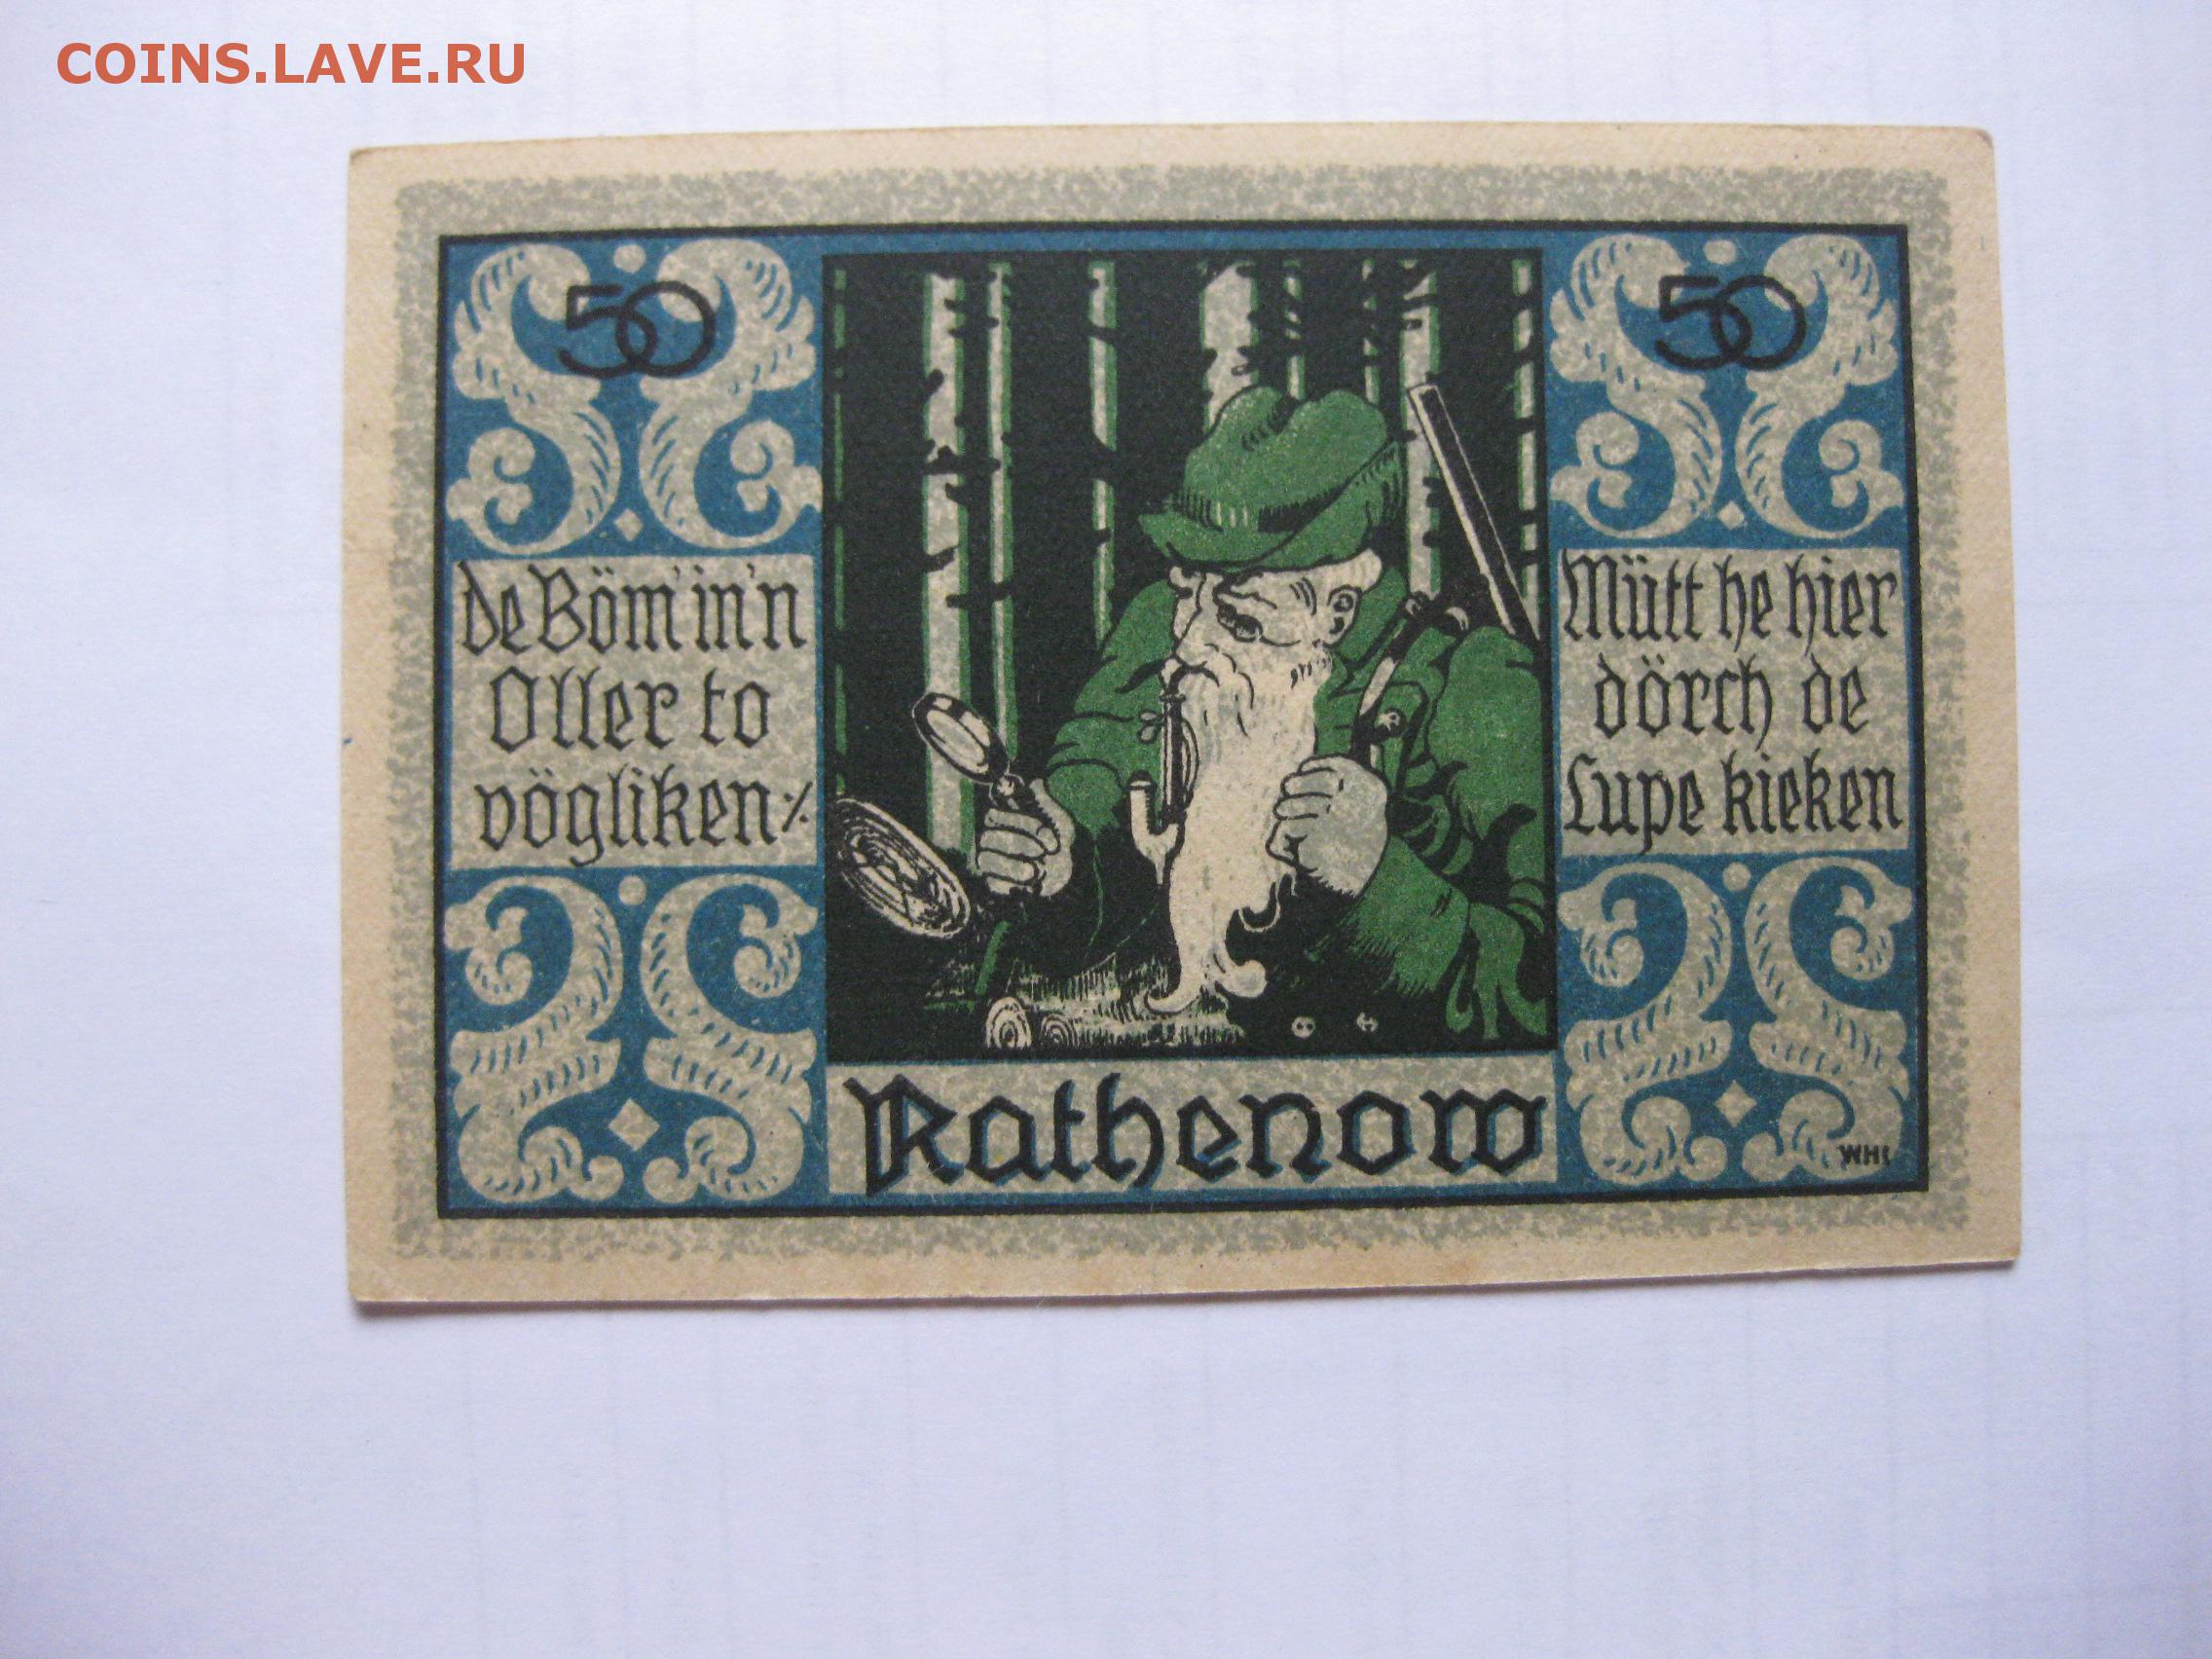 COINS.LAVE.RU
50
50
De Böm' in'n
Oller to
vögliken ⁒
Mütt he hier
dörch de
Lupe kieken
Rathenow